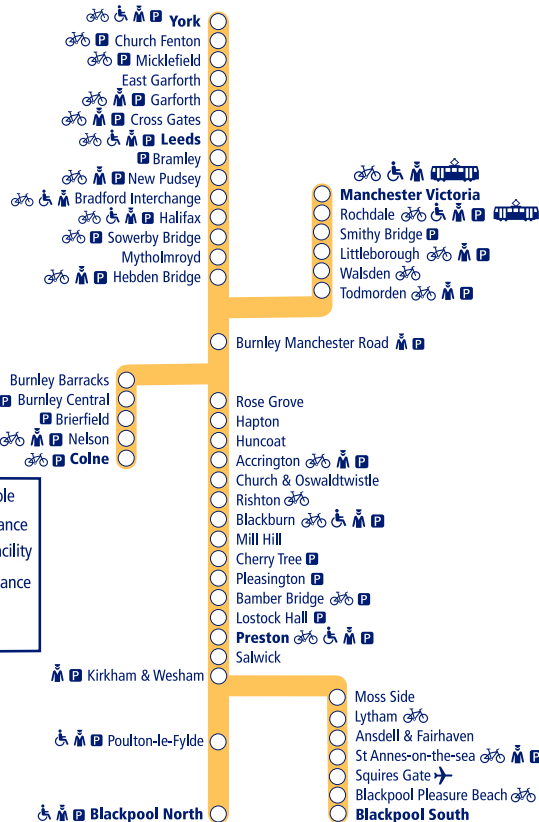 York
Church Fenton
Micklefield
East Garforth
Garforth
Cross Gates
Leeds
Bramley
New Pudsey
Bradford Interchange
Halifax
Sowerby Bridge
Mytholmroyd
Hebden Bridge
Manchester Victoria
Rochdale
Smithy Bridge
Littleborough
Walsden
Todmorden
Burnley Manchester Road
Burnley Barracks
Burnley Central
Brierfield
Nelson
Colne
Rose Grove
Hapton
Huncoat
Accrington
Church & Oswaldtwistle
Rishton
Blackburn
Mill Hill
Cherry Tree
Pleasington
Bamber Bridge
Lostock Hall
Preston
Salwick
Kirkham & Wesham
Poulton-le-Fylde
Blackpool North
Moss Side
Lytham
Ansdell & Fairhaven
St Annes-on-the-sea
Squires Gate
Blackpool Pleasure Beach
Blackpool South